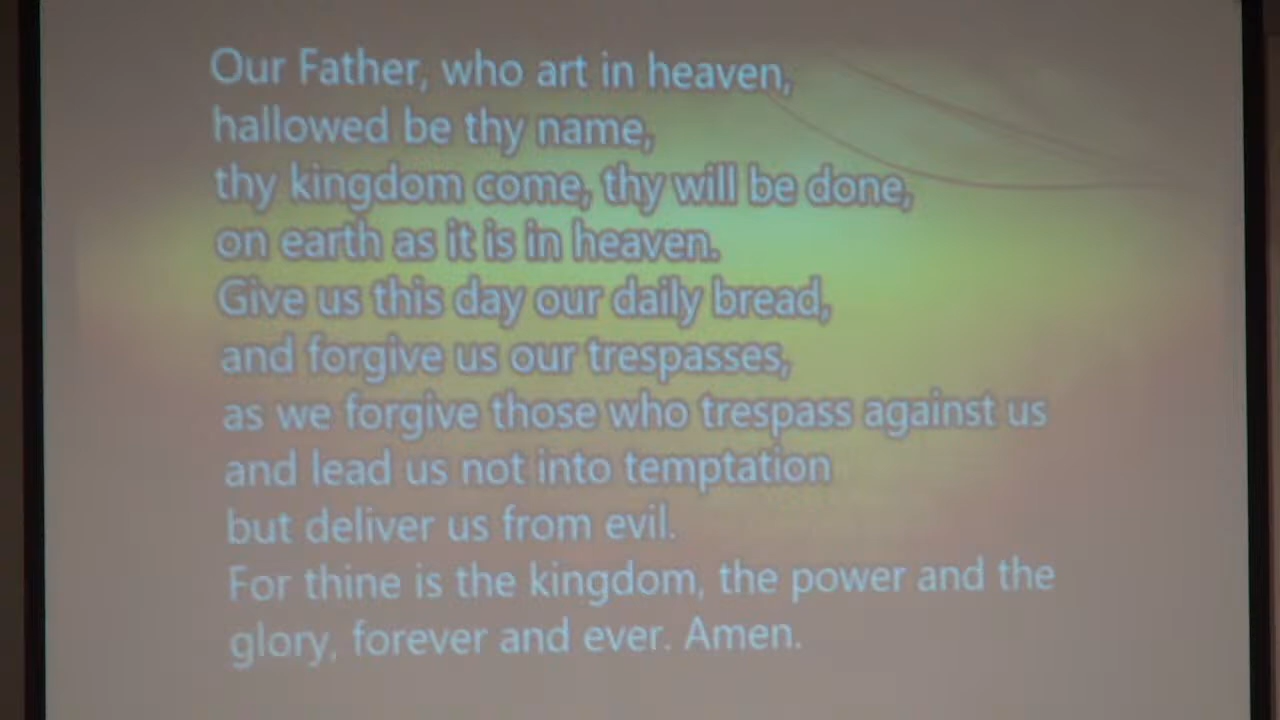 Our Father, who art in heaven,
hallowed be thy name,
thy kingdom come, thy will be done,
on earth as it is in heaven.
Give us this day our daily bread,
and forgive us our trespasses,
as we forgive those who trespass against us
and lead us not into temptation
but deliver us from evil.
For thine is the kingdom, the power and the
glory, forever and ever. Amen.